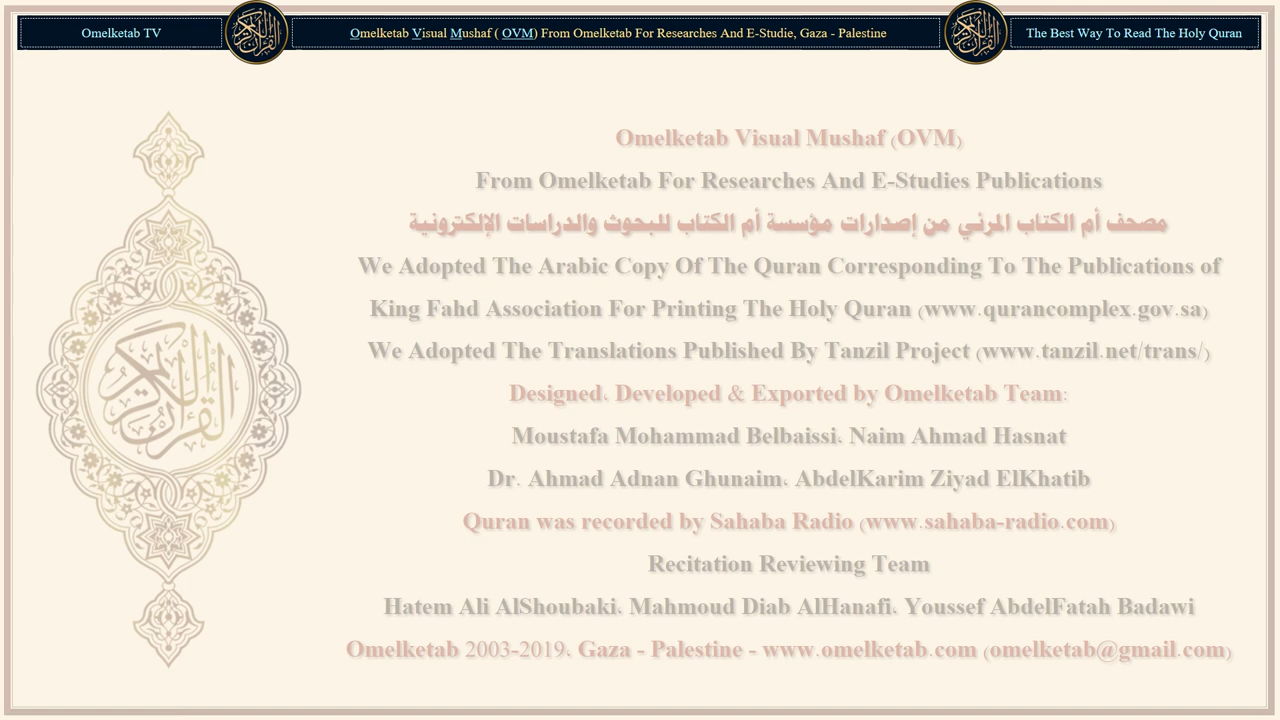 Omelketab TV
Omelketab Visual Mushaf ( OVM) From Omelketab For Researches And E-Studie, Gaza - Palestine
The Best Way To Read The Holy Quran
Omelketab Visual Mushaf (OVM)
From Omelketab For Researches And E-Studies Publications
مصحف أم الكتاب المرئي من إصدارات مؤسسة أم الكتاب للبحوث والدراسات الإلكترونية
We Adopted The Arabic Copy Of The Quran Corresponding To The Publications of
King Fahd Association For Printing The Holy Quran (www.qurancomplex.gov.sa)
We Adopted The Translations Published By Tanzil Project (www.tanzil.net/trans/)
Designed، Developed & Exported by Omelketab Team:
Moustafa Mohammad Belbaissi، Naim Ahmad Hasnat
Dr. Ahmad Adnan Ghunaim، AbdelKarim Ziyad ElKhatib
Quran was recorded by Sahaba Radio (www.sahaba-radio.com)
Recitation Reviewing Team
Hatem Ali AlShoubaki، Mahmoud Diab AlHanafi، Youssef AbdelFatah Badawi
Omelketab 2003-2019، Gaza - Palestine - www.omelketab.com (omelketab@gmail.com)
القرآن الكريم